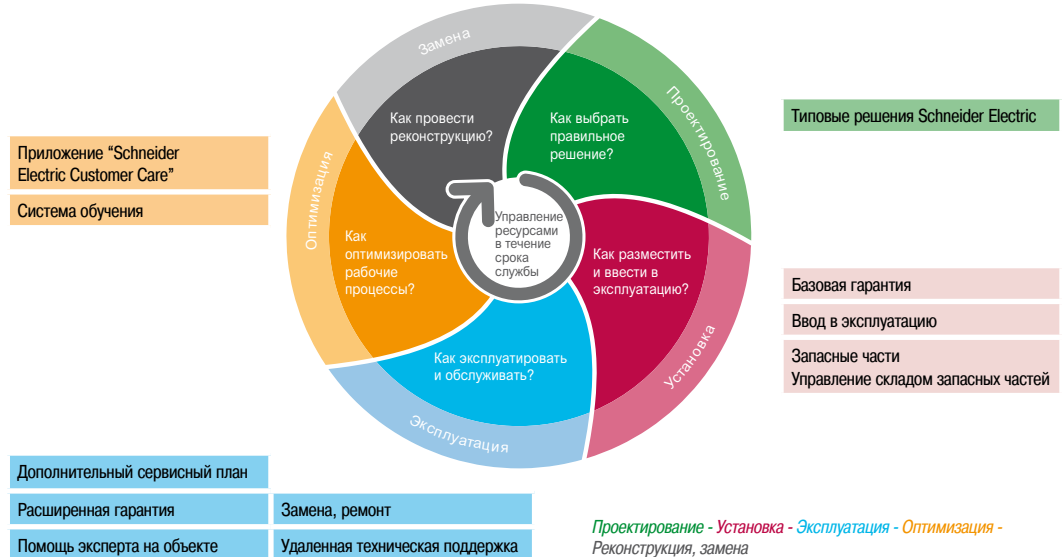 Замена
Проектирование
Установка
Эксплуатация
Оптимизация
Как провести
реконструкцию?
Как выбрать
правильное
решение?
Как разместить
и ввести в
эксплуатацию?
Как эксплуатировать
и обслуживать?
Как
оптимизировать
рабочие
процессы?
Управление
ресурсами
в течение
срока
службы
Типовые решения Schneider Electric
Приложение “Schneider
Electric Customer Care”
Система обучения
Базовая гарантия
Ввод в эксплуатацию
Запасные части
Управление складом запасных частей
Дополнительный сервисный план
Расширенная гарантия
Замена, ремонт
Помощь эксперта на объекте
Удаленная техническая поддержка
Проектирование - Установка - Эксплуатация - Оптимизация -
Реконструкция, замена